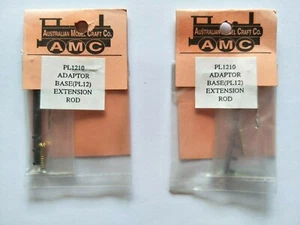 AUSTRALIAN MODEL CRAFT CO.
AMC
PL1210
ADAPTOR
BASE(PL12)
EXTENSION
ROD
AUSTRALIAN MODEL CRAFT CO.
AMC
PL1210
ADAPTOR
BASE(PL12)
EXTENSION
ROD